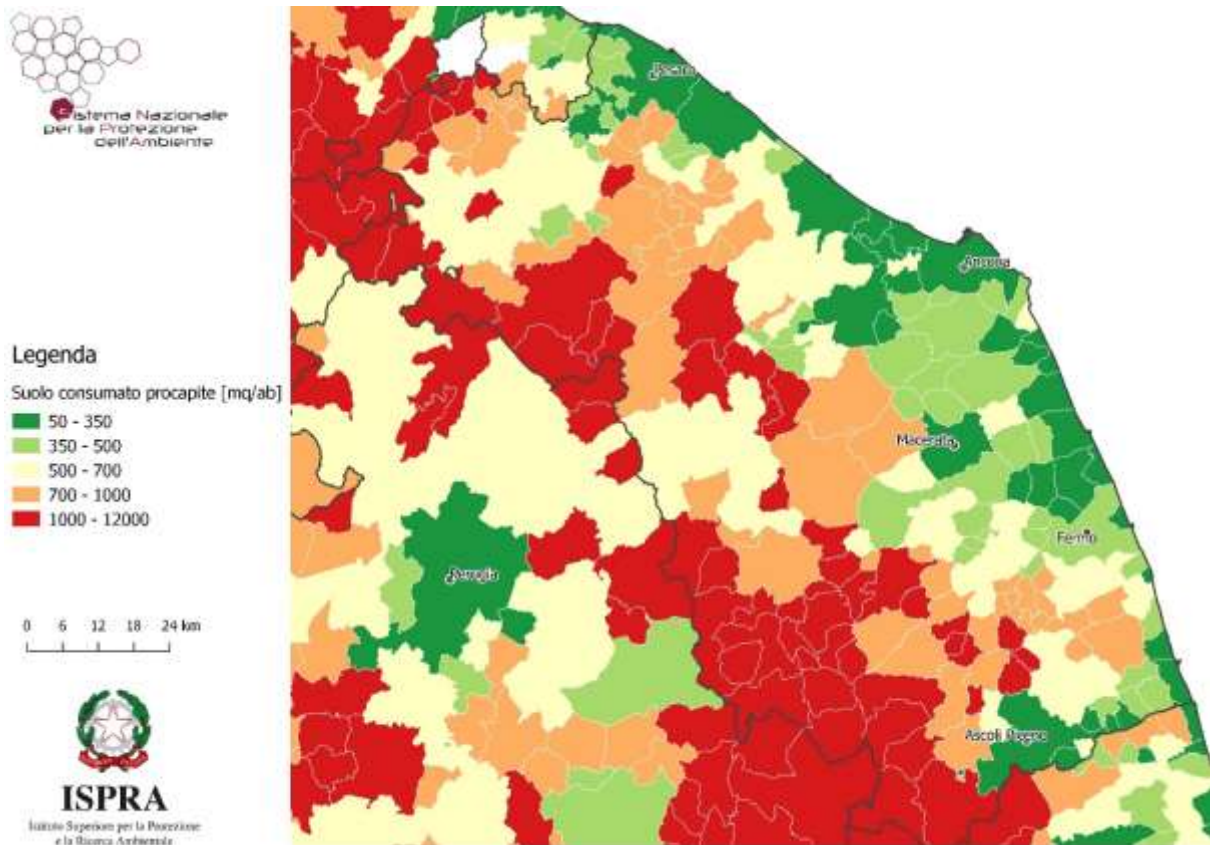 Sistema Nazionale
per la Protezione
dell'Ambiente
Legenda
Suolo consumato procapite [mq/ab]
50 - 350
350 - 500
500 - 700
700 - 1000
1000 - 12000
0 6 12 18 24 km
ISPRA
Istituto Superiore per la Protezione
e la Ricerca Ambientale
Pesaro
Ancona
Macerata
Fermo
Perugia
Ascoli Piceno